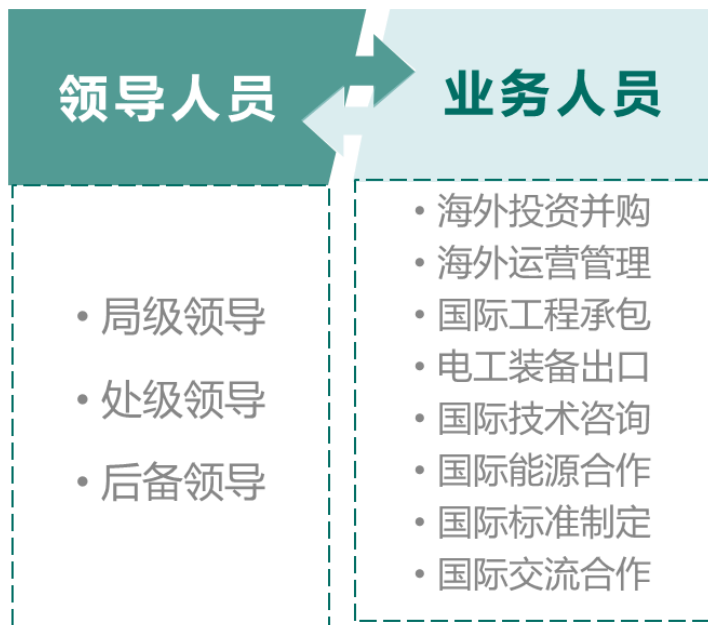 领导人员
• 局级领导
• 处级领导
• 后备领导
业务人员
• 海外投资并购
• 海外运营管理
• 国际工程承包
• 电工装备出口
• 国际技术咨询
• 国际能源合作
• 国际标准制定
• 国际交流合作